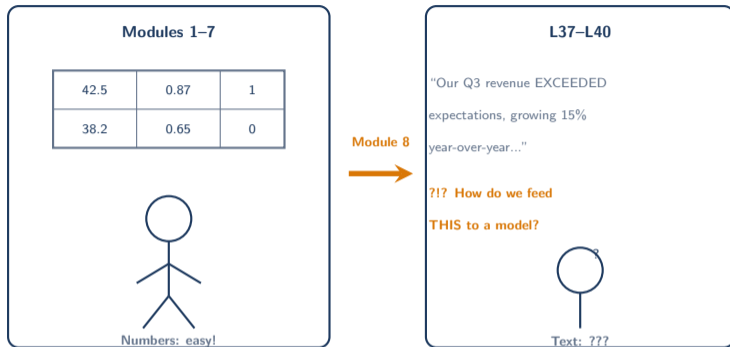 Modules 1–7
42.5 0.87 1
38.2 0.65 0
Numbers: easy!
Module 8
L37–L40
“Our Q3 revenue EXCEEDED
expectations, growing 15%
year-over-year...”
?!? How do we feed
THIS to a model?
?
Text: ???